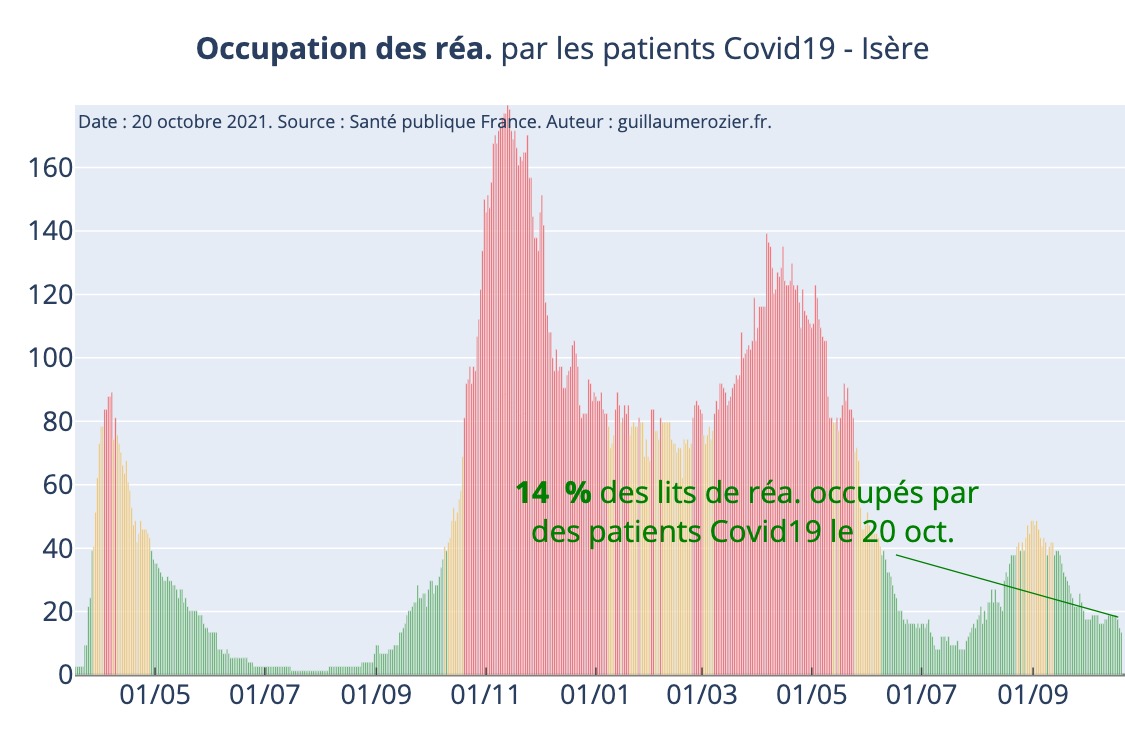 Occupation des réa. par les patients Covid19 - Isère
Date : 20 octobre 2021. Source : Santé publique France. Auteur : guillaumerozier.fr.
160
140
120
100
80
60
40
20
0
14 % des lits de réa. occupés par
des patients Covid19 le 20 oct.
01/05 01/07 01/09 01/11 01/01 01/03 01/05 01/07 01/09